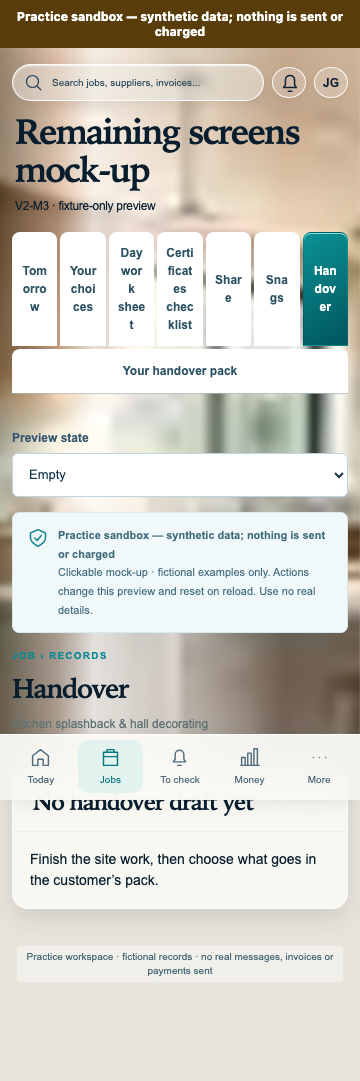 Practice sandbox — synthetic data; nothing is sent or
charged
Search jobs, suppliers, invoices...
JG
Remaining screens
mock-up
V2-M3 · fixture-only preview
Tom
orro
w
Your
choi
ces
Day
wor
k
shee
t
Certi
ficat
es
chec
klist
Shar
e
Sna
gs
Han
dov
er
Your handover pack
Preview state
Empty
Practice sandbox — synthetic data; nothing is sent
or charged
Clickable mock-up · fictional examples only. Actions
change this preview and reset on reload. Use no real
details.
JOB › RECORDS
Handover
Kitchen splashback & hall decorating
Today
Jobs
To check
Money
More
No handover draft yet
Finish the site work, then choose what goes in
the customer's pack.
Practice workspace · fictional records · no real messages, invoices or
payments sent